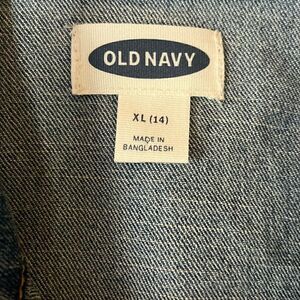 OLD NAVY
XL (14)
MADE IN
BANGLADESH